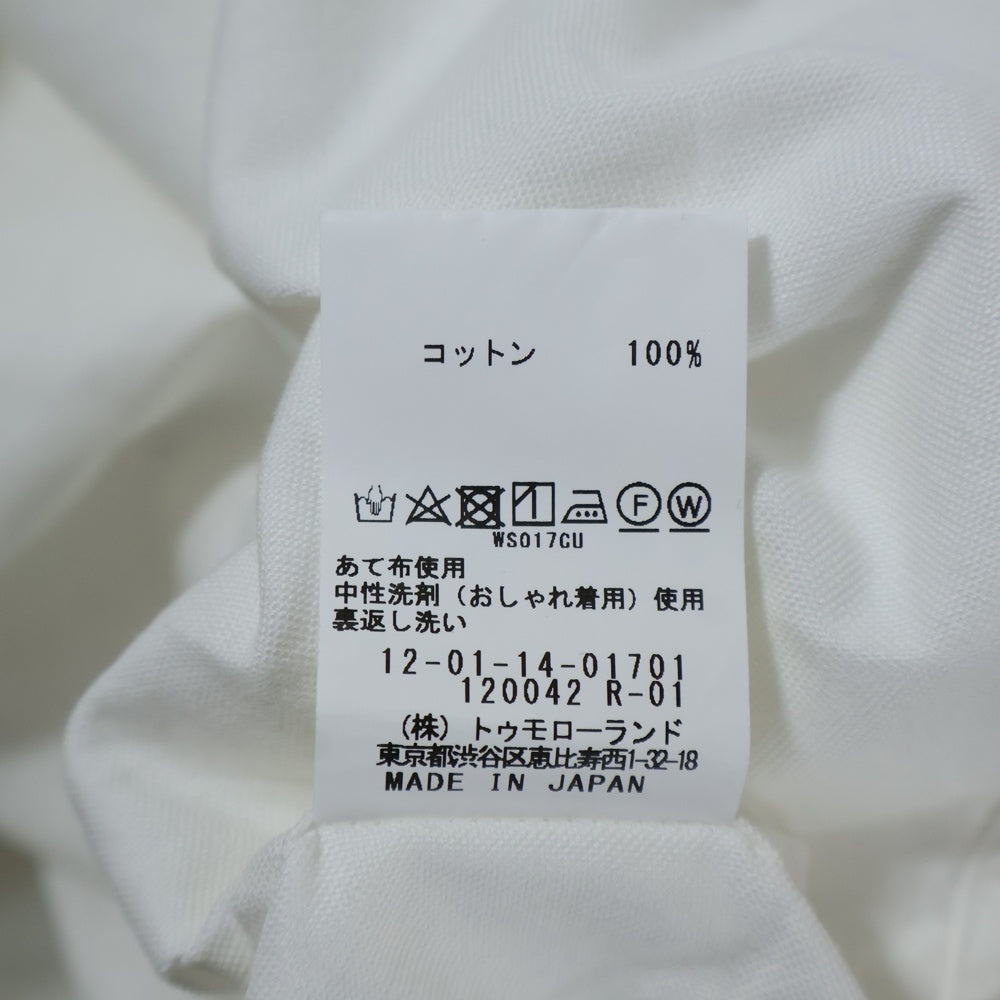 コットン 100%
F W
WS017CU
あて布使用
中性洗剤(おしゃれ着用)使用
裏返し洗い
12-01-14-01701
120042 R-01
(株)トゥモローランド
東京都渋谷区恵比寿西1-32-18
MADE IN JAPAN